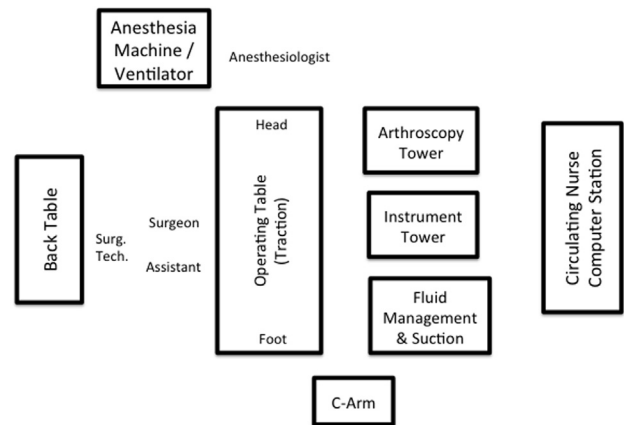 Anesthesia
Machine /
Ventilator
Anesthesiologist
Head
Operating Table
(Traction)
Foot
Arthroscopy
Tower
Instrument
Tower
Fluid
Management
& Suction
Circulating Nurse
Computer Station
Back Table
Surg.
Tech.
Surgeon
Assistant
C-Arm